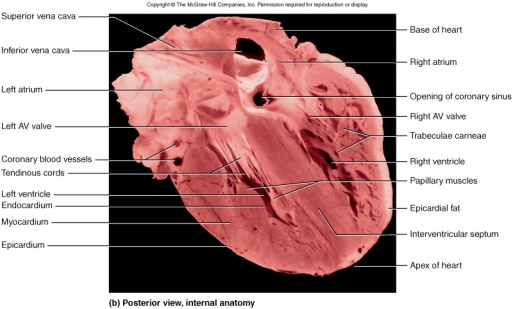 Copyright © The McGraw-Hill Companies, Inc. Permission required for reproduction or display.
Superior vena cava
Inferior vena cava
Left atrium
Left AV valve
Coronary blood vessels
Tendinous cords
Left ventricle
Endocardium
Myocardium
Epicardium
Base of heart
Right atrium
Opening of coronary sinus
Right AV valve
Trabeculae carneae
Right ventricle
Papillary muscles
Epicardial fat
Interventricular septum
Apex of heart
(b) Posterior view, internal anatomy